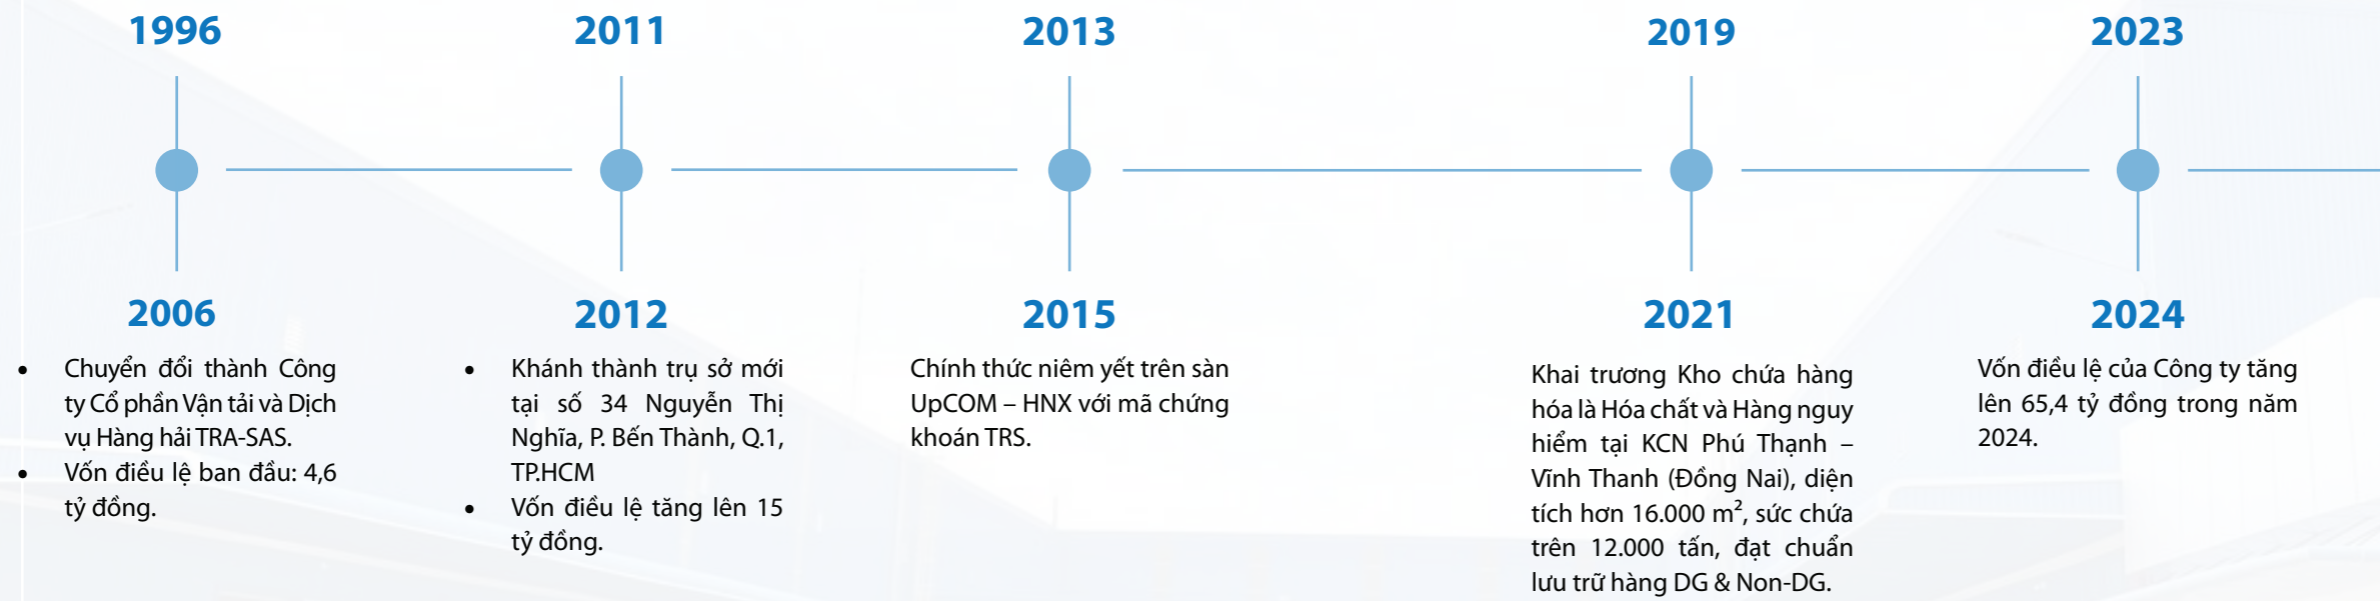 1996
2011
2013
2019
2023
2006
• Chuyển đổi thành Công
ty Cổ phần Vận tải và Dịch
vụ Hàng hải TRA-SAS.
• Vốn điều lệ ban đầu: 4,6
tỷ đồng.
2012
• Khánh thành trụ sở mới
tại số 34 Nguyễn Thị
Nghĩa, P. Bến Thành, Q.1,
TP.HCM
• Vốn điều lệ tăng lên 15
tỷ đồng.
2015
Chính thức niêm yết trên sàn
UpCOM – HNX với mã chứng
khoán TRS.
2021
Khai trương Kho chứa hàng
hóa là Hóa chất và Hàng nguy
hiểm tại KCN Phú Thạnh –
Vĩnh Thanh (Đồng Nai), diện
tích hơn 16.000 m², sức chứa
trên 12.000 tấn, đạt chuẩn
lưu trữ hàng DG & Non-DG.
2024
Vốn điều lệ của Công ty tăng
lên 65,4 tỷ đồng trong năm
2024.